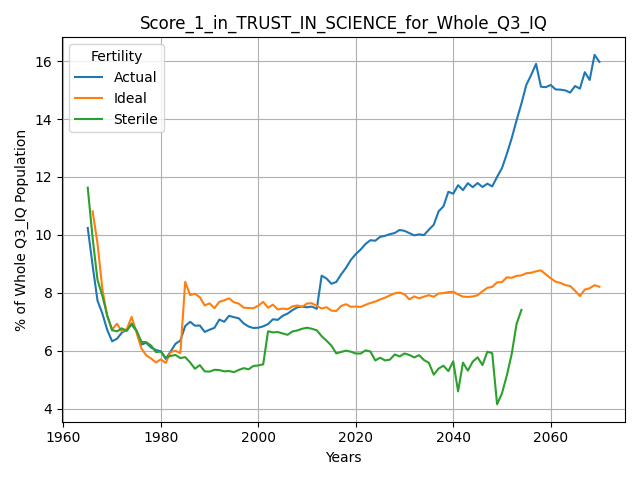 Score_1_in_TRUST_IN_SCIENCE_for_Whole_Q3_IQ
Fertility
Actual
Ideal
Sterile
% of Whole Q3_IQ Population
16
14
12
10
8
6
4
1960
1980
2000
2020
2040
2060
Years